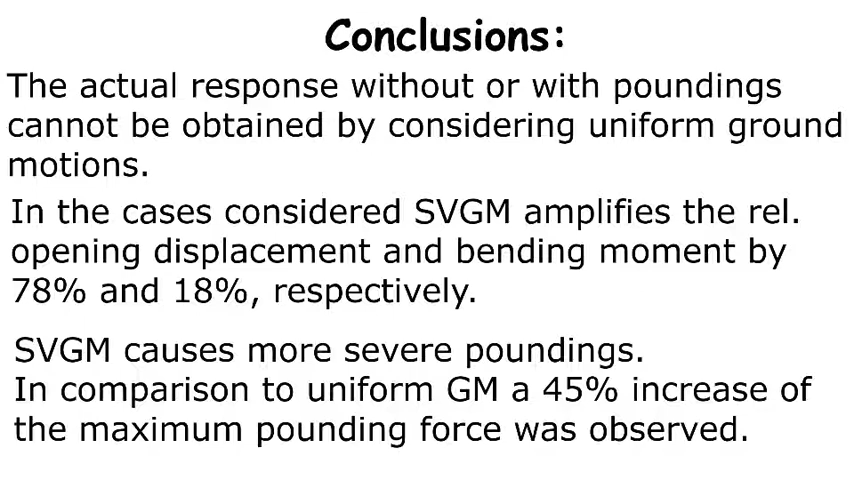 Conclusions:
The actual response without or with poundings
cannot be obtained by considering uniform ground
motions.
In the cases considered SVGM amplifies the rel.
opening displacement and bending moment by
78% and 18%, respectively.
SVGM causes more severe poundings.
In comparison to uniform GM a 45% increase of
the maximum pounding force was observed.